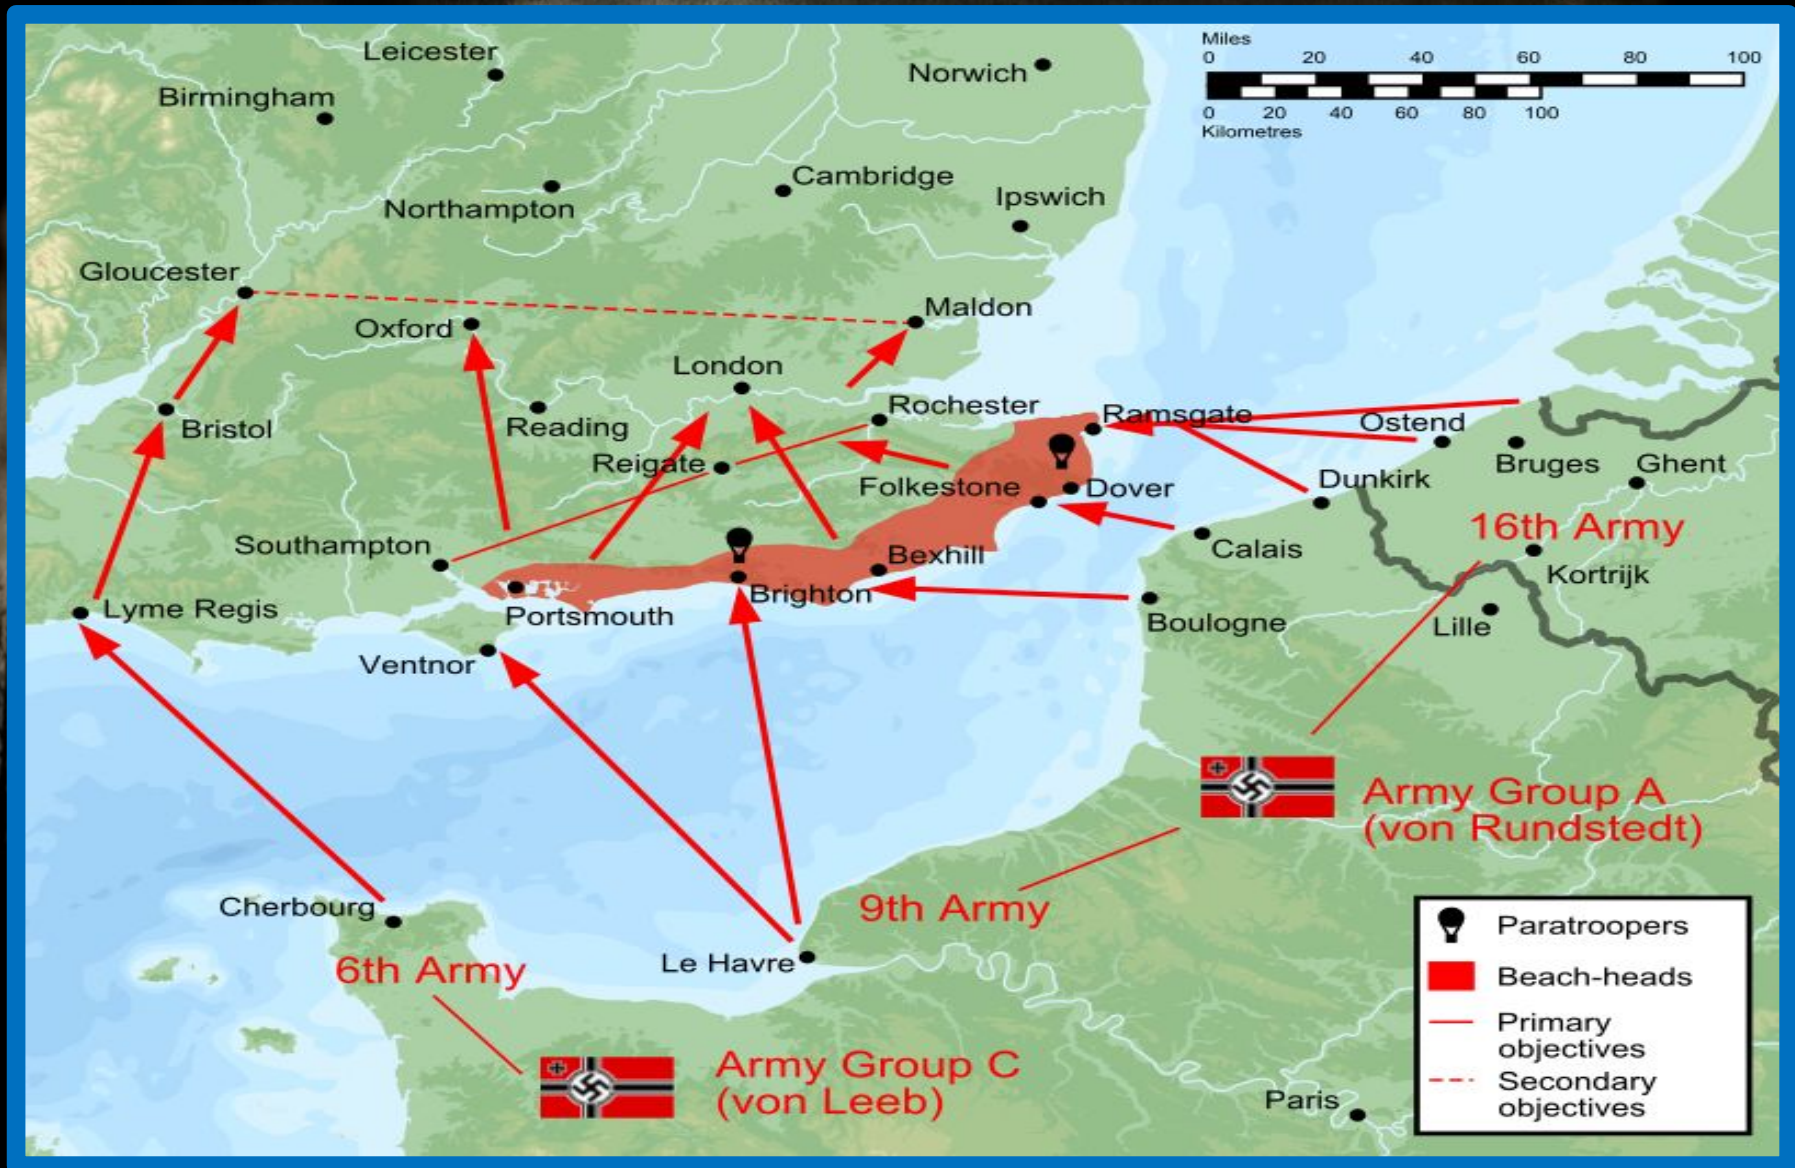 Miles
0 20 40 60 80 100
0 20 40 60 80 100
Kilometres
Leicester
Norwich
Birmingham
Cambridge
Ipswich
Northampton
Gloucester
Maldon
Oxford
London
Rochester
Ramsgate
Ostend
Bristol
Reading
Reigate
Bruges
Ghent
Folkestone
Dover
Dunkirk
16th Army
Southampton
Bexhill
Calais
Kortrijk
Lyme Regis
Portsmouth
Brighton
Boulogne
Lille
Ventnor
Army Group A
(von Rundstedt)
Cherbourg
9th Army
Le Havre
6th Army
Army Group C
(von Leeb)
Paris
Paratroopers
Beach-heads
Primary
objectives
Secondary
objectives